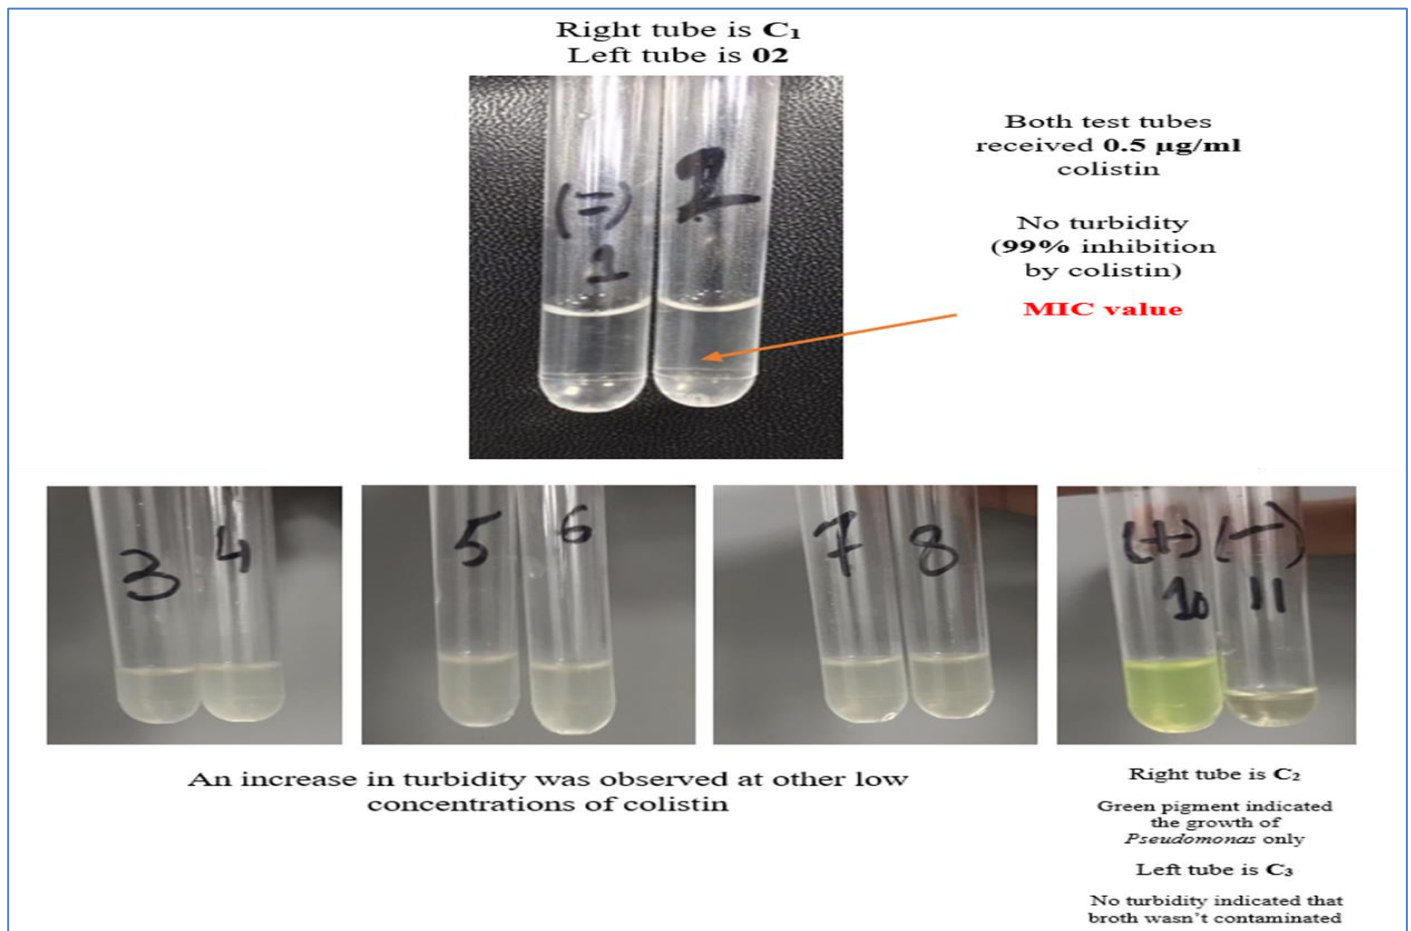 Right tube is C₁
Left tube is 02
Both test tubes
received 0.5 µg/ml
colistin
No turbidity
(99% inhibition
by colistin)
MIC value
(=) 2
1
3 4
5 6
7 8
(+) (-)
10 11
An increase in turbidity was observed at other low
concentrations of colistin
Right tube is C₂
Green pigment indicated
the growth of
Pseudomonas only
Left tube is C₃
No turbidity indicated that
broth wasn't contaminated